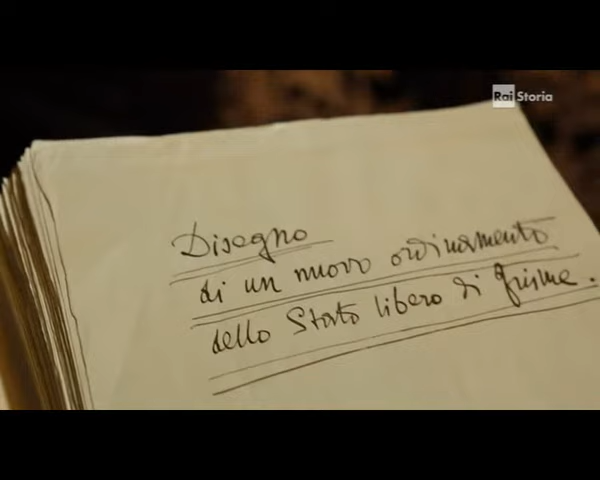 Rai Storia
Disegno
di un nuovo ordinamento
dello Stato libero di Fiume.